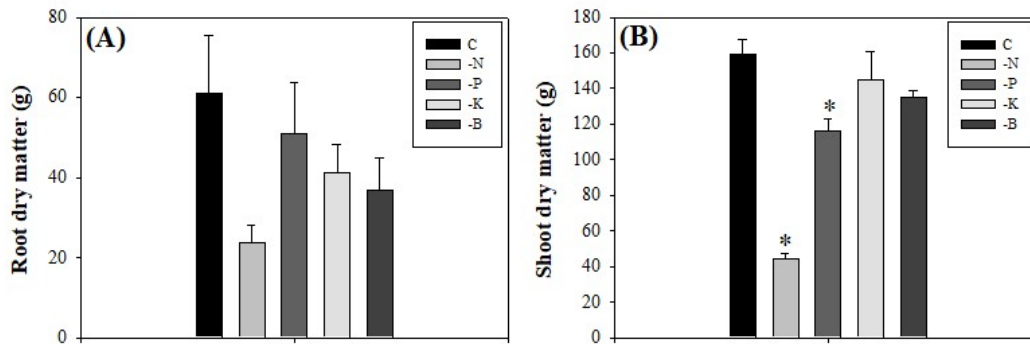 (A)
Root dry matter (g)
80
60
40
20
0
C
-N
-P
-K
-B
(B)
Shoot dry matter (g)
180
160
140
120
100
80
60
40
20
0
*
*
C
-N
-P
-K
-B